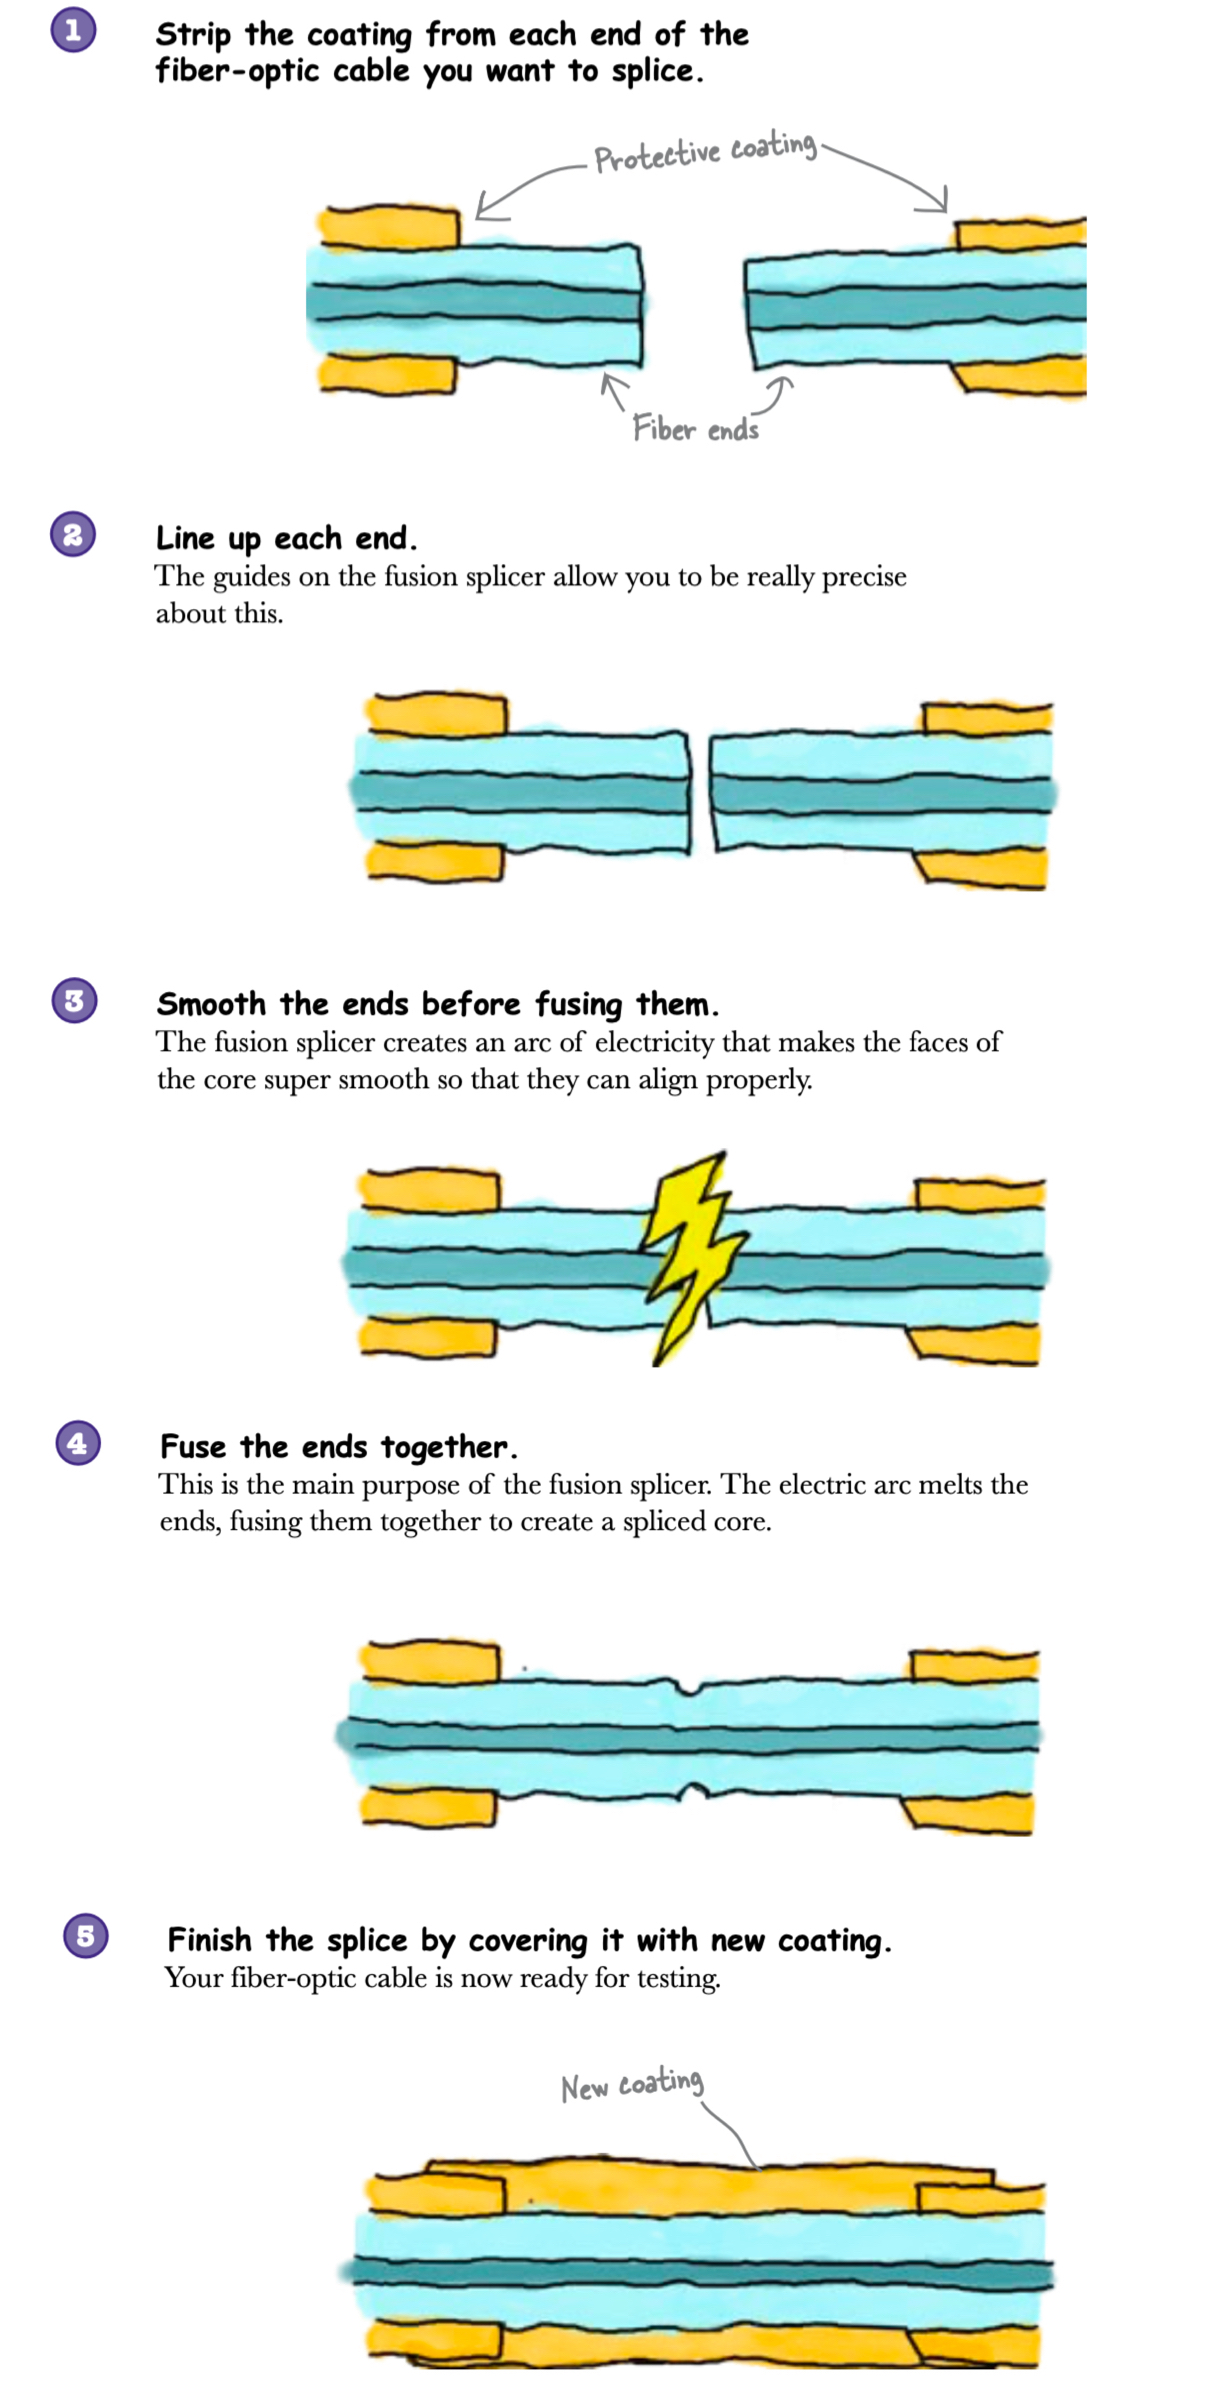 1
Strip the coating from each end of the
fiber-optic cable you want to splice.
Protective coating
Fiber ends
2
Line up each end.
The guides on the fusion splicer allow you to be really precise
about this.
3
Smooth the ends before fusing them.
The fusion splicer creates an arc of electricity that makes the faces of
the core super smooth so that they can align properly.
4
Fuse the ends together.
This is the main purpose of the fusion splicer. The electric arc melts the
ends, fusing them together to create a spliced core.
5
Finish the splice by covering it with new coating.
Your fiber-optic cable is now ready for testing.
New coating